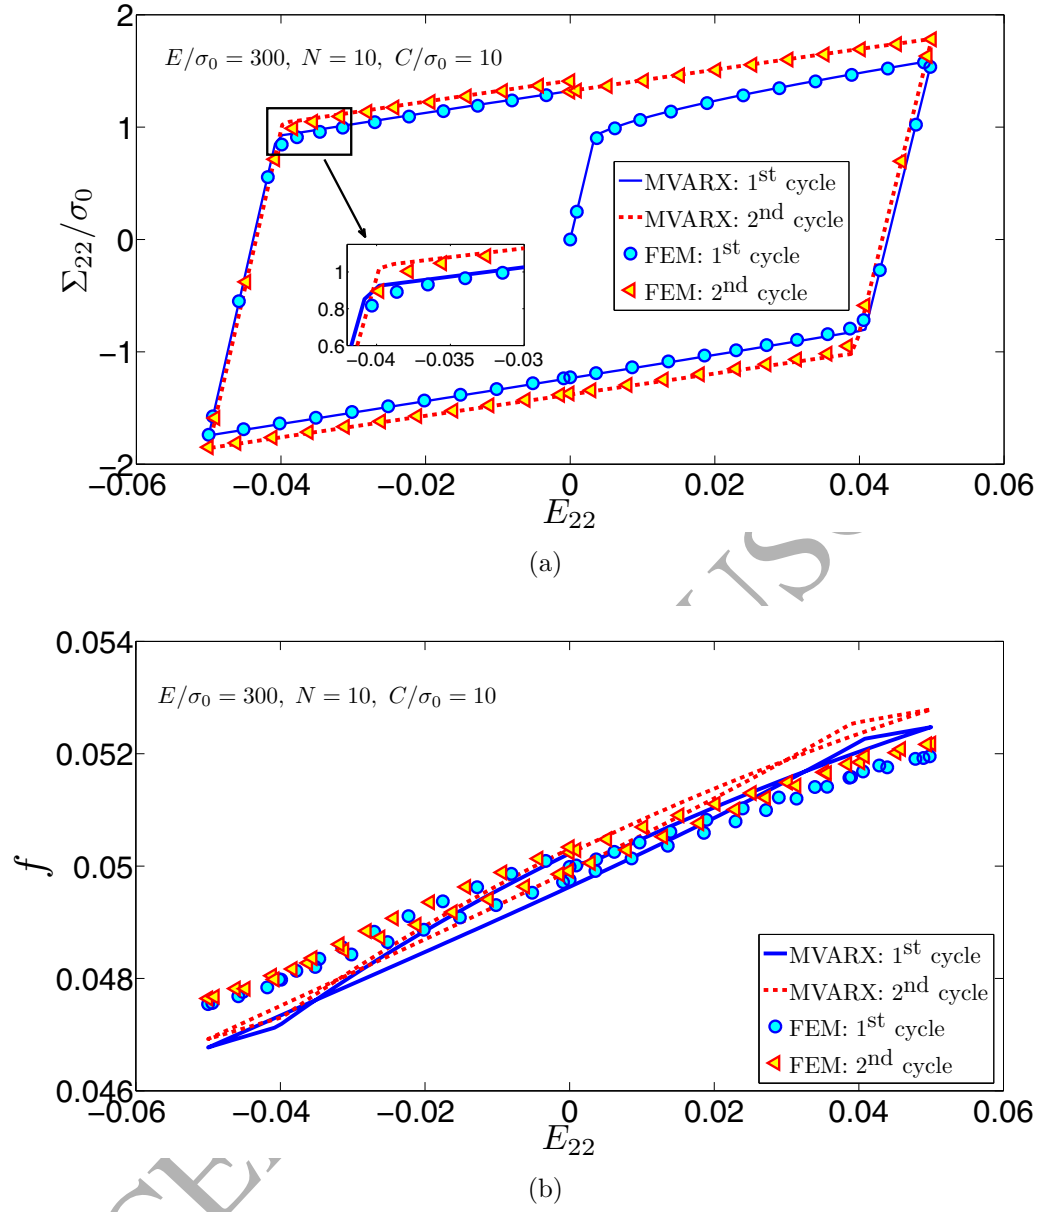 2
1
0
−1
−2
Σ22/σ0
E/σ0 = 300, N = 10, C/σ0 = 10
MVARX: 1st cycle
MVARX: 2nd cycle
FEM: 1st cycle
FEM: 2nd cycle
1
0.8
0.6
−0.04 −0.035 −0.03
−0.06 −0.04 −0.02 0 0.02 0.04 0.06
E22
(a)
0.054
0.052
0.05
0.048
0.046
f
E/σ0 = 300, N = 10, C/σ0 = 10
MVARX: 1st cycle
MVARX: 2nd cycle
FEM: 1st cycle
FEM: 2nd cycle
−0.06 −0.04 −0.02 0 0.02 0.04 0.06
E22
(b)